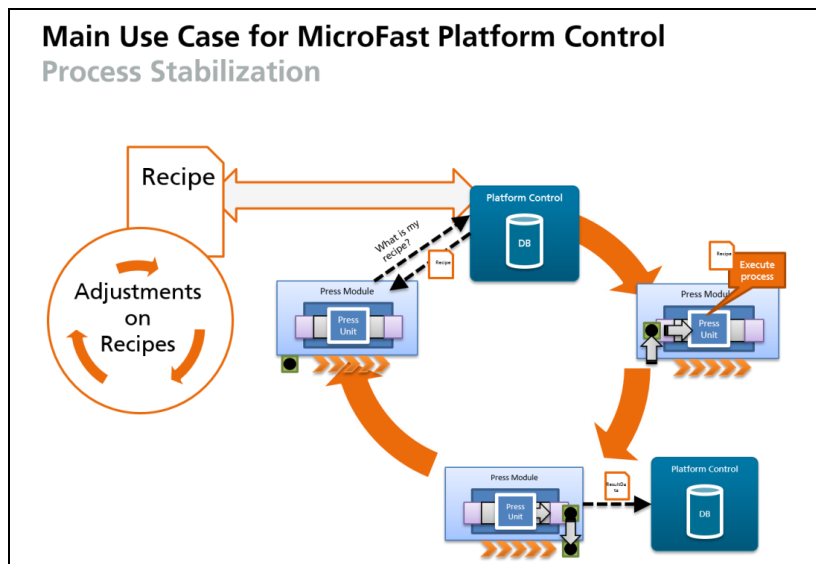 Main Use Case for MicroFast Platform Control
Process Stabilization
Recipe
Adjustments
on
Recipes
What is my
recipe?
Recipe
Platform Control
DB
Press Module
Press
Unit
Recipe
Execute
process
Press Modul
Press
Unit
Press Module
Press
Unit
ResultDa
ta
Platform Control
DB